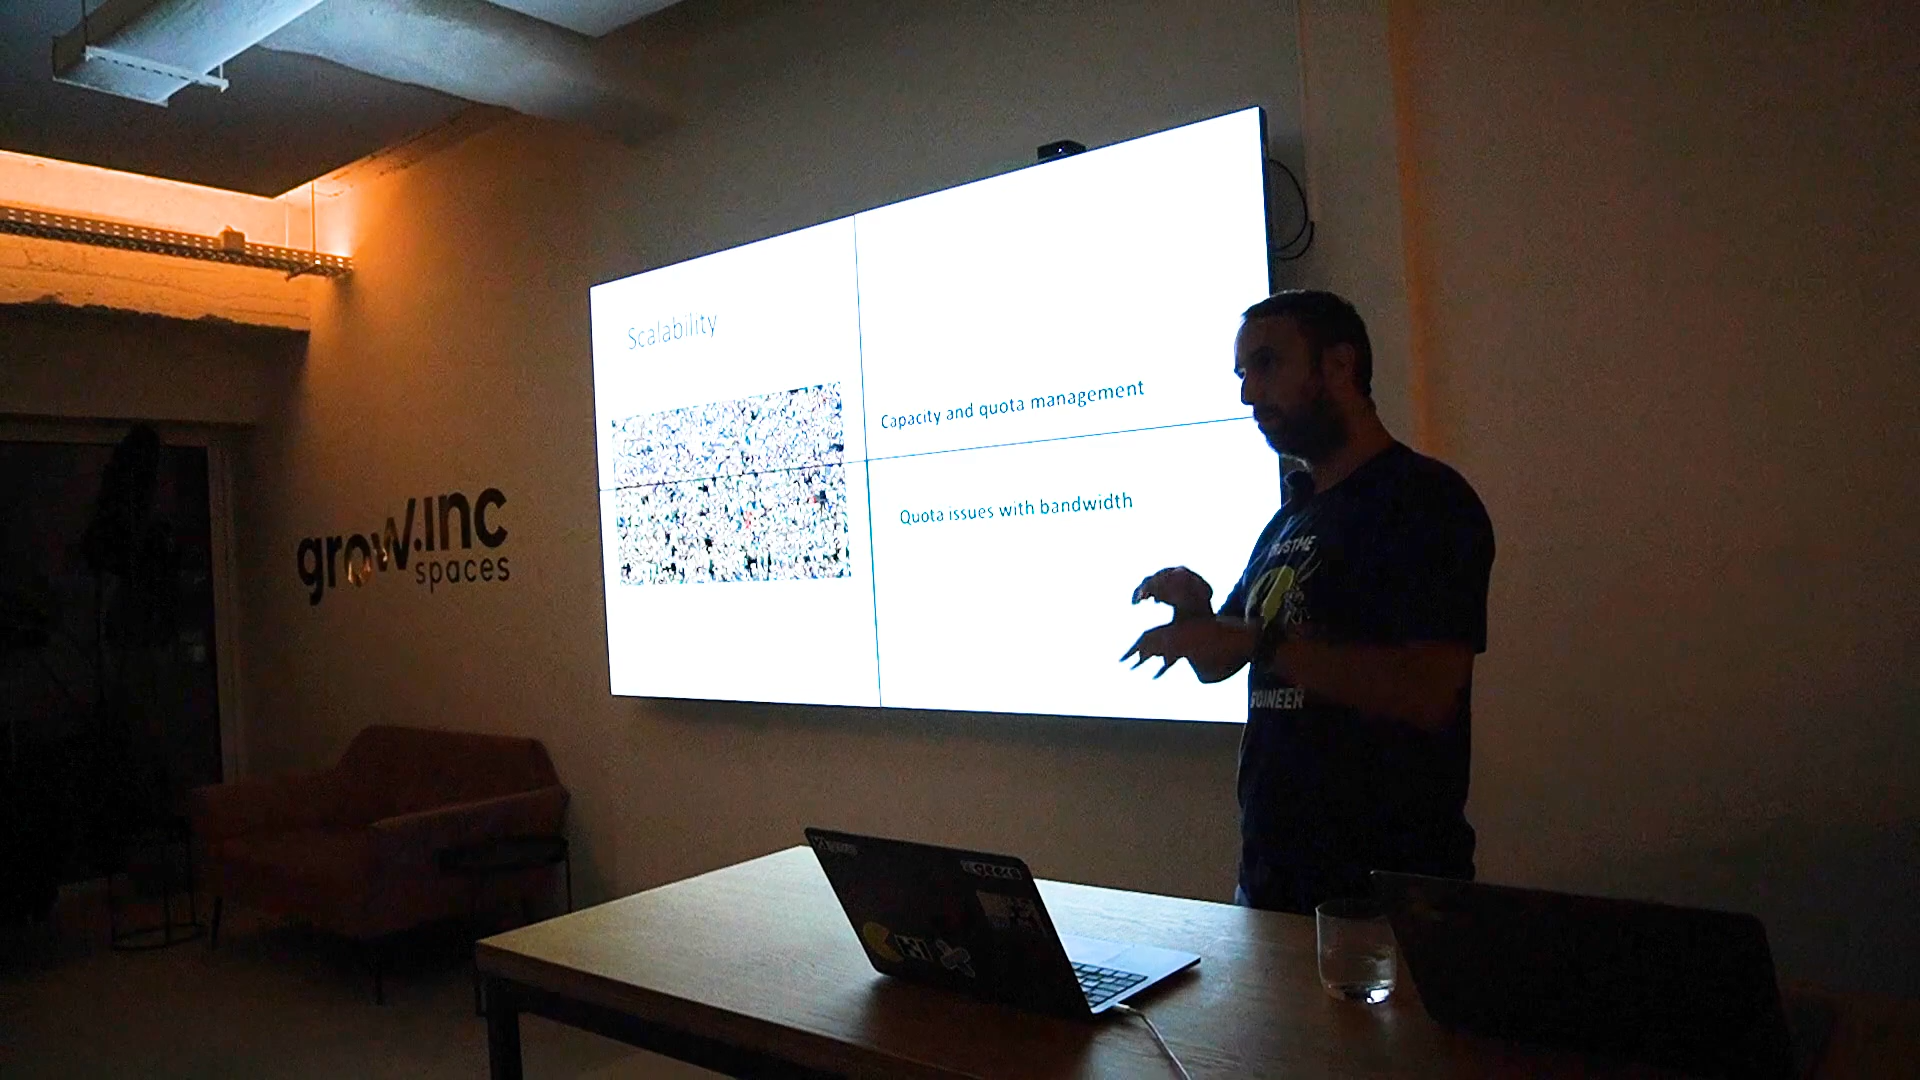 Scalability
Capacity and quota management
Quota issues with bandwidth
grow.inc
spaces